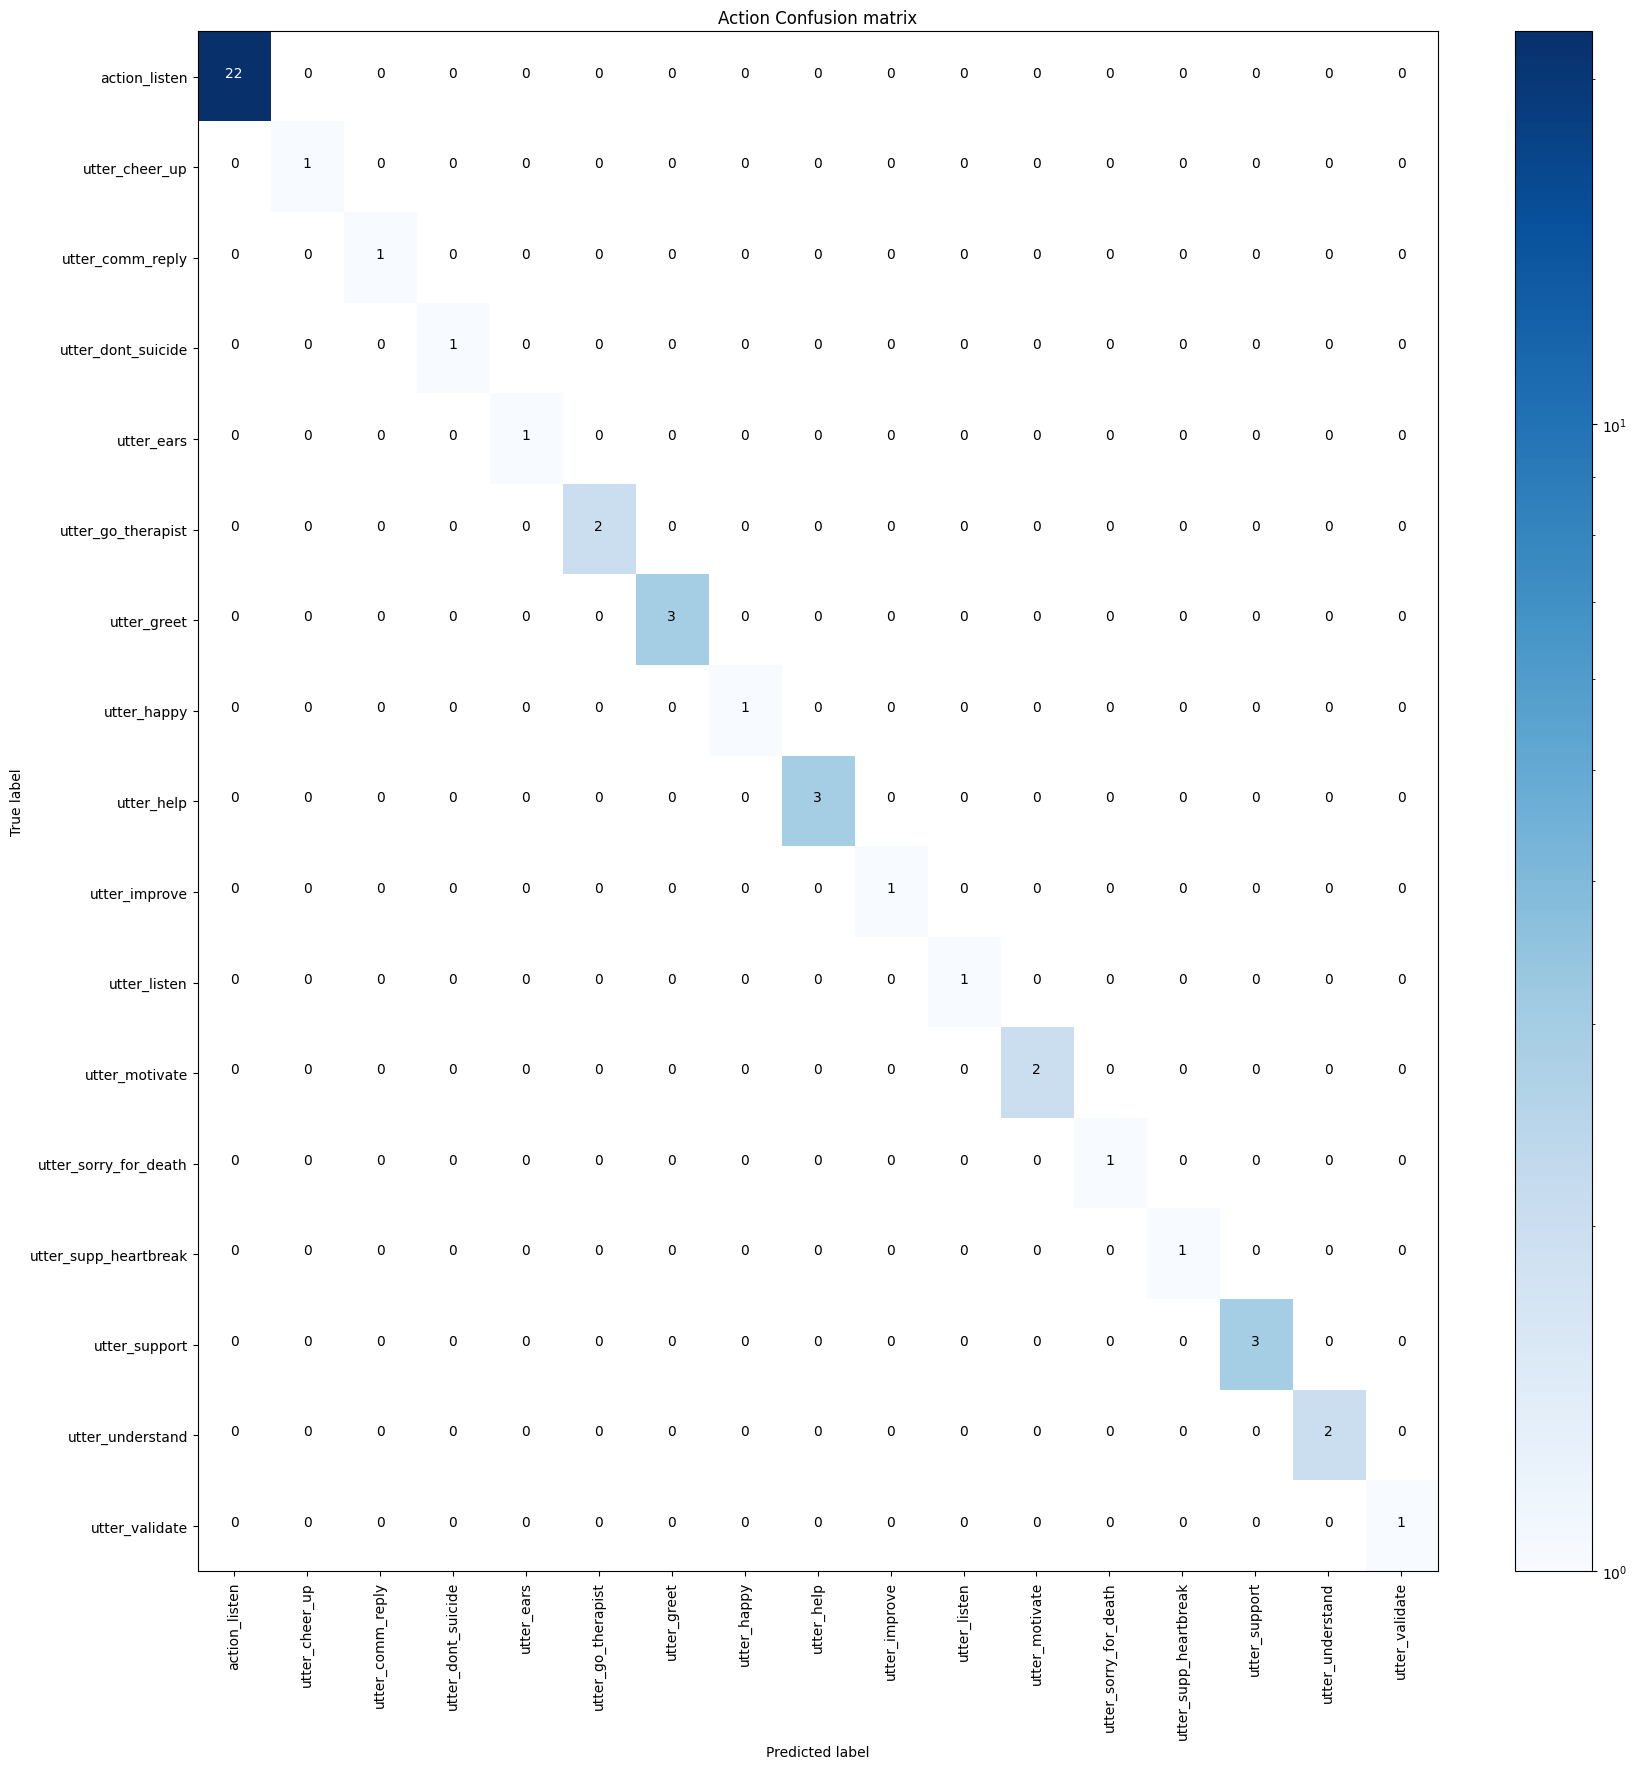 Action Confusion matrix
action_listen 22 0 0 0 0 0 0 0 0 0 0 0 0 0 0 0 0
utter_cheer_up 0 1 0 0 0 0 0 0 0 0 0 0 0 0 0 0 0
utter_comm_reply 0 0 1 0 0 0 0 0 0 0 0 0 0 0 0 0 0
utter_dont_suicide 0 0 0 1 0 0 0 0 0 0 0 0 0 0 0 0 0
utter_ears 0 0 0 0 1 0 0 0 0 0 0 0 0 0 0 0 0
utter_go_therapist 0 0 0 0 0 2 0 0 0 0 0 0 0 0 0 0 0
utter_greet 0 0 0 0 0 0 3 0 0 0 0 0 0 0 0 0 0
utter_happy 0 0 0 0 0 0 0 1 0 0 0 0 0 0 0 0 0
utter_help 0 0 0 0 0 0 0 0 3 0 0 0 0 0 0 0 0
utter_improve 0 0 0 0 0 0 0 0 0 1 0 0 0 0 0 0 0
utter_listen 0 0 0 0 0 0 0 0 0 0 1 0 0 0 0 0 0
utter_motivate 0 0 0 0 0 0 0 0 0 0 0 2 0 0 0 0 0
utter_sorry_for_death 0 0 0 0 0 0 0 0 0 0 0 0 1 0 0 0 0
utter_supp_heartbreak 0 0 0 0 0 0 0 0 0 0 0 0 0 1 0 0 0
utter_support 0 0 0 0 0 0 0 0 0 0 0 0 0 0 3 0 0
utter_understand 0 0 0 0 0 0 0 0 0 0 0 0 0 0 0 2 0
utter_validate 0 0 0 0 0 0 0 0 0 0 0 0 0 0 0 0 1
True label
action_listen
utter_cheer_up
utter_comm_reply
utter_dont_suicide
utter_ears
utter_go_therapist
utter_greet
utter_happy
utter_help
utter_improve
utter_listen
utter_motivate
utter_sorry_for_death
utter_supp_heartbreak
utter_support
utter_understand
utter_validate
Predicted label
10¹
10⁰